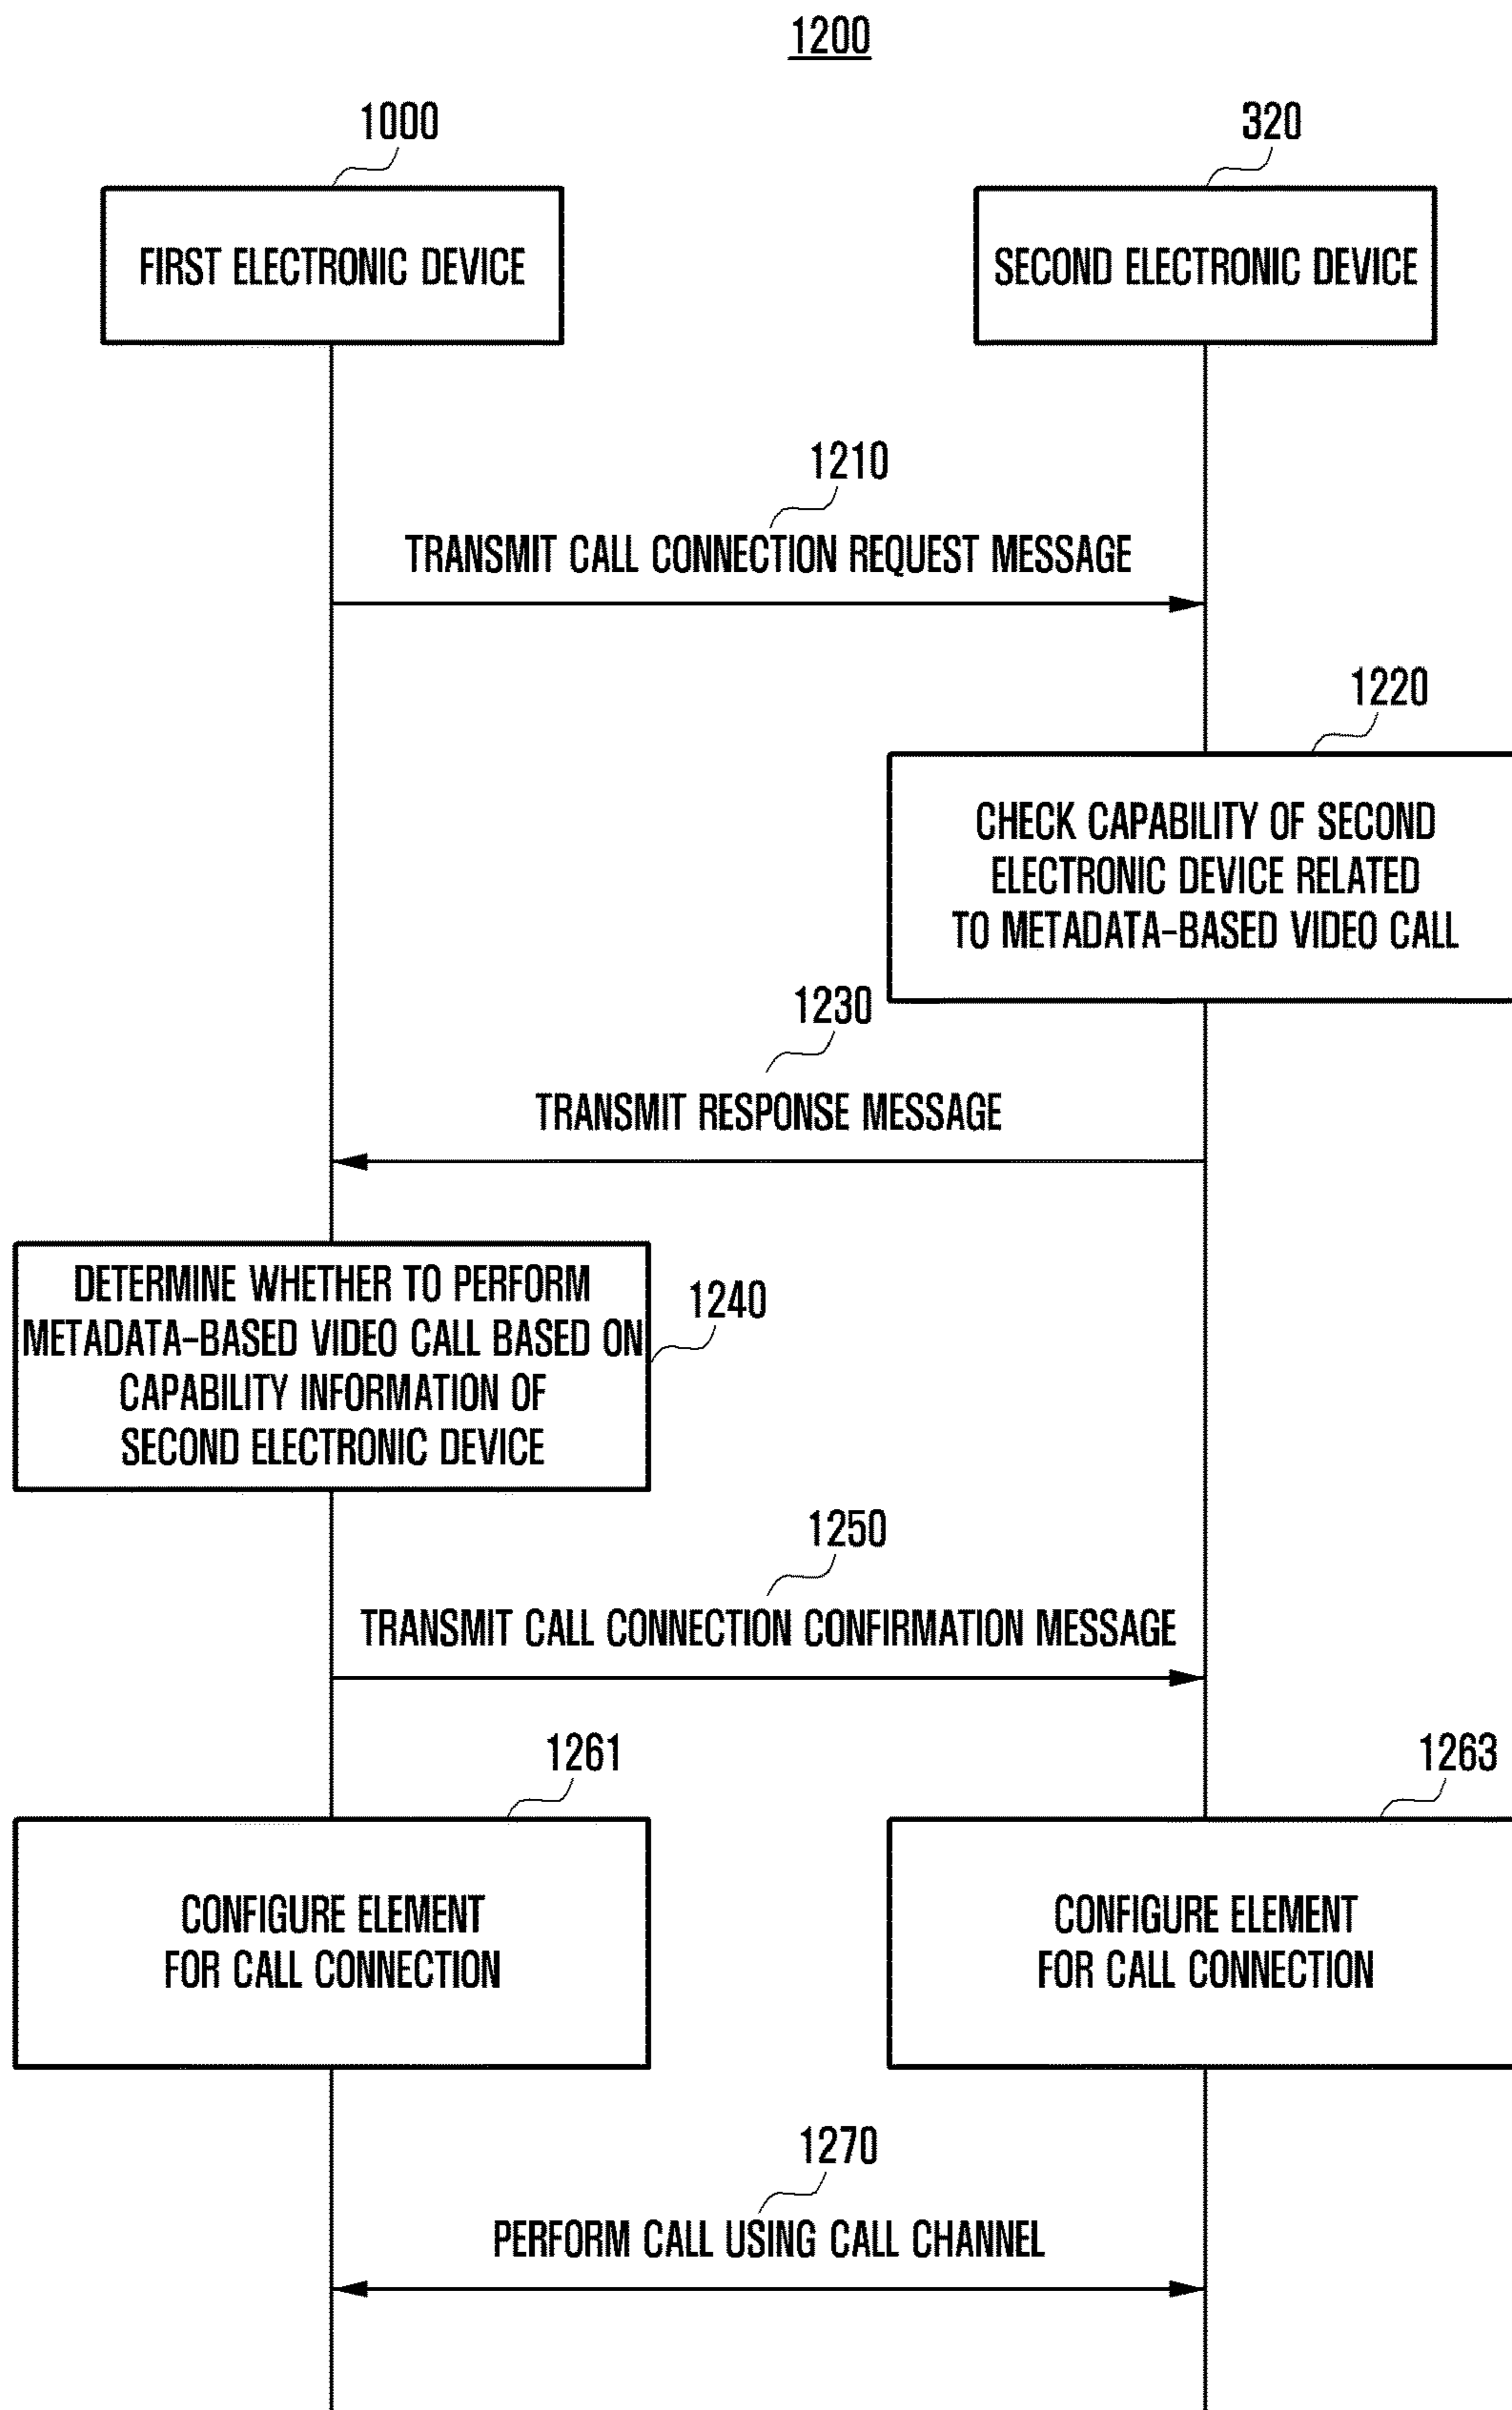 1200
1000
320
FIRST ELECTRONIC DEVICE
SECOND ELECTRONIC DEVICE
1210
TRANSMIT CALL CONNECTION REQUEST MESSAGE
1220
CHECK CAPABILITY OF SECOND
ELECTRONIC DEVICE RELATED
TO METADATA-BASED VIDEO CALL
1230
TRANSMIT RESPONSE MESSAGE
DETERMINE WHETHER TO PERFORM
METADATA-BASED VIDEO CALL BASED ON
CAPABILITY INFORMATION OF
SECOND ELECTRONIC DEVICE
1240
1250
TRANSMIT CALL CONNECTION CONFIRMATION MESSAGE
1261
1263
CONFIGURE ELEMENT
FOR CALL CONNECTION
CONFIGURE ELEMENT
FOR CALL CONNECTION
1270
PERFORM CALL USING CALL CHANNEL